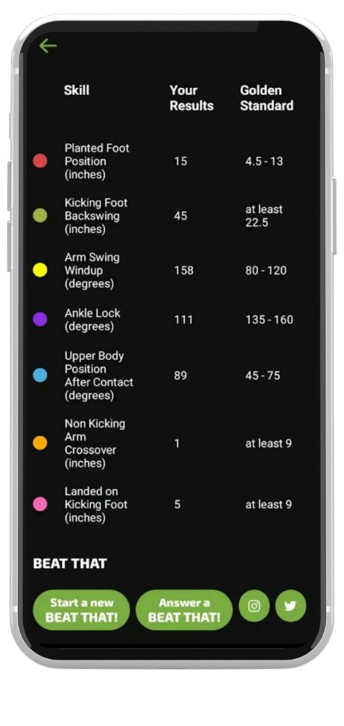 Skill Your Results Golden Standard
Planted Foot Position (inches) 15 4.5 - 13
Kicking Foot Backswing (inches) 45 at least 22.5
Arm Swing Windup (degrees) 158 80 - 120
Ankle Lock (degrees) 111 135 - 160
Upper Body Position After Contact (degrees) 89 45 - 75
Non Kicking Arm Crossover (inches) 1 at least 9
Landed on Kicking Foot (inches) 5 at least 9
BEAT THAT
Start a new BEAT THAT!
Answer a BEAT THAT!